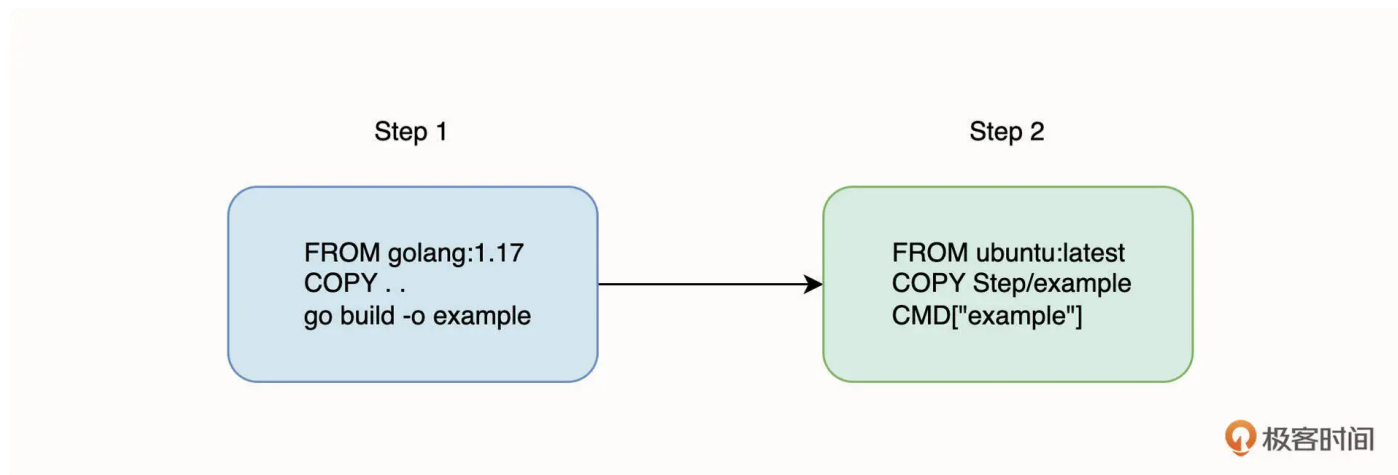 Step 1
Step 2
FROM golang:1.17
COPY . .
go build -o example
FROM ubuntu:latest
COPY Step/example
CMD["example"]
极客时间